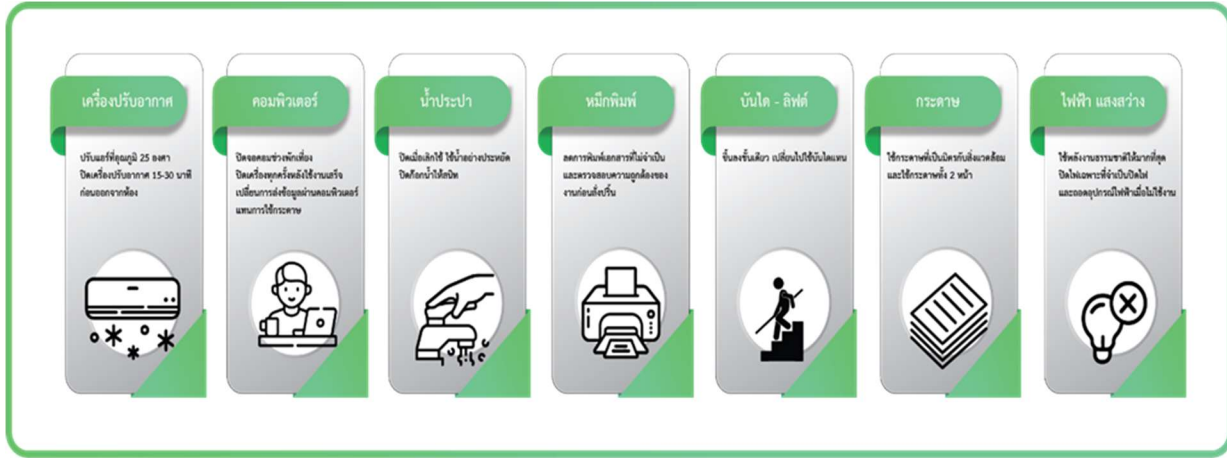 เครื่องปรับอากาศ
ปรับแอร์ที่อุณภูมิ 25 องศา
ปิดเครื่องปรับอากาศ 15-30 นาที
ก่อนออกจากห้อง
คอมพิวเตอร์
ปิดจอคอมช่วงพักเที่ยง
ปิดเครื่องทุกครั้งหลังใช้งานเสร็จ
เปลี่ยนการส่งข้อมูลผ่านคอมพิวเตอร์
แทนการใช้กระดาษ
น้ำประปา
ปิดเมื่อเลิกใช้ ใช้น้ำอย่างประหยัด
ปิดก๊อกน้ำให้สนิท
หมึกพิมพ์
ลดการพิมพ์เอกสารที่ไม่จำเป็น
และตรวจสอบความถูกต้องของ
งานก่อนสั่งปริ้น
บันได - ลิฟต์
ขึ้นลงชั้นเดียว เปลี่ยนไปใช้บันไดแทน
กระดาษ
ใช้กระดาษที่เป็นมิตรกับสิ่งแวดล้อม
และใช้กระดาษทั้ง 2 หน้า
ไฟฟ้า แสงสว่าง
ใช้พลังงานธรรมชาติให้มากที่สุด
ปิดไฟเฉพาะที่จำเป็นปิดไฟ
และถอดอุปกรณ์ไฟฟ้าเมื่อไม่ใช้งาน